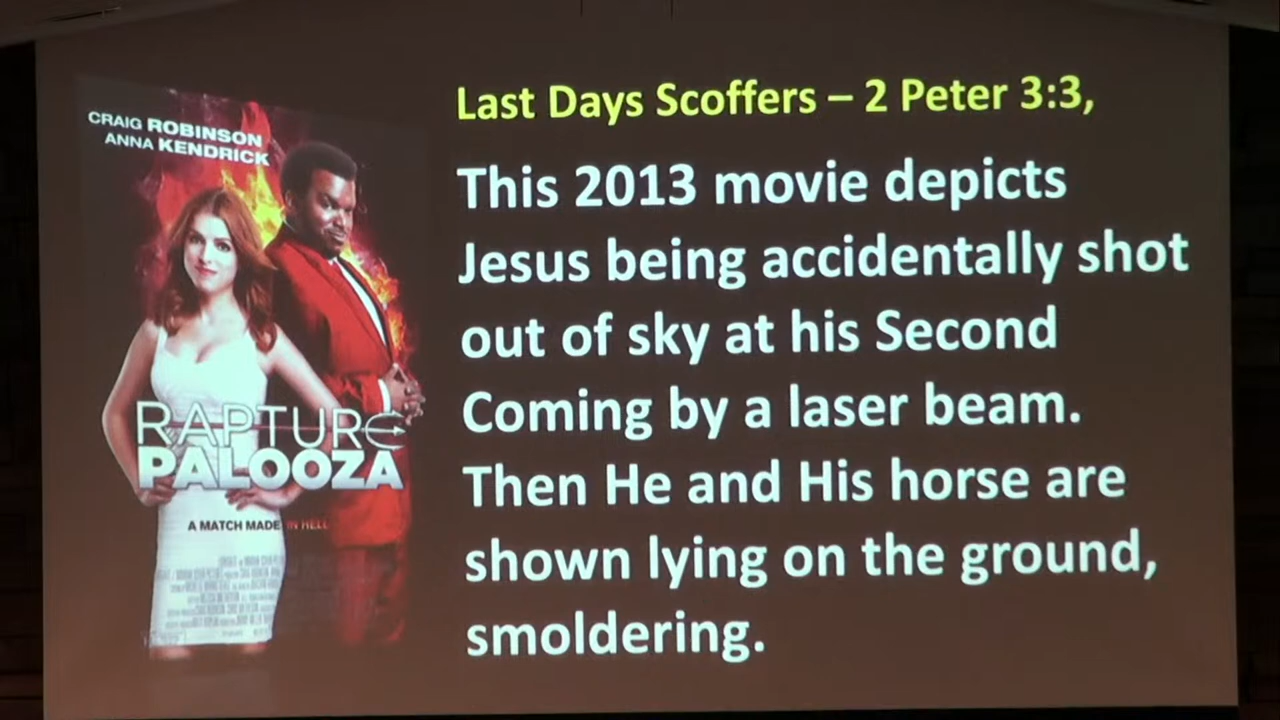 CRAIG ROBINSON
ANNA KENDRICK
RAPTURE
PALOOZA
A MATCH MADE IN HELL
Last Days Scoffers – 2 Peter 3:3,
This 2013 movie depicts
Jesus being accidentally shot
out of sky at his Second
Coming by a laser beam.
Then He and His horse are
shown lying on the ground,
smoldering.